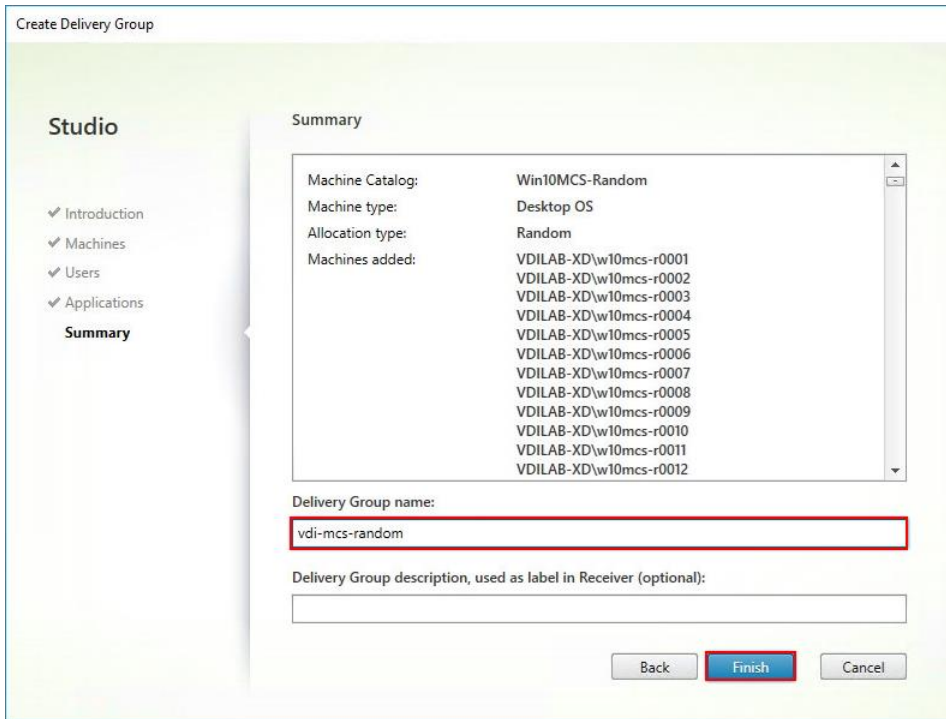 Create Delivery Group
Studio
Introduction
Machines
Users
Applications
Summary
Summary
Machine Catalog: Win10MCS-Random
Machine type: Desktop OS
Allocation type: Random
Machines added: VDILAB-XD\w10mcs-r0001
VDILAB-XD\w10mcs-r0002
VDILAB-XD\w10mcs-r0003
VDILAB-XD\w10mcs-r0004
VDILAB-XD\w10mcs-r0005
VDILAB-XD\w10mcs-r0006
VDILAB-XD\w10mcs-r0007
VDILAB-XD\w10mcs-r0008
VDILAB-XD\w10mcs-r0009
VDILAB-XD\w10mcs-r0010
VDILAB-XD\w10mcs-r0011
VDILAB-XD\w10mcs-r0012
Delivery Group name:
vdi-mcs-random
Delivery Group description, used as label in Receiver (optional):
Back Finish Cancel